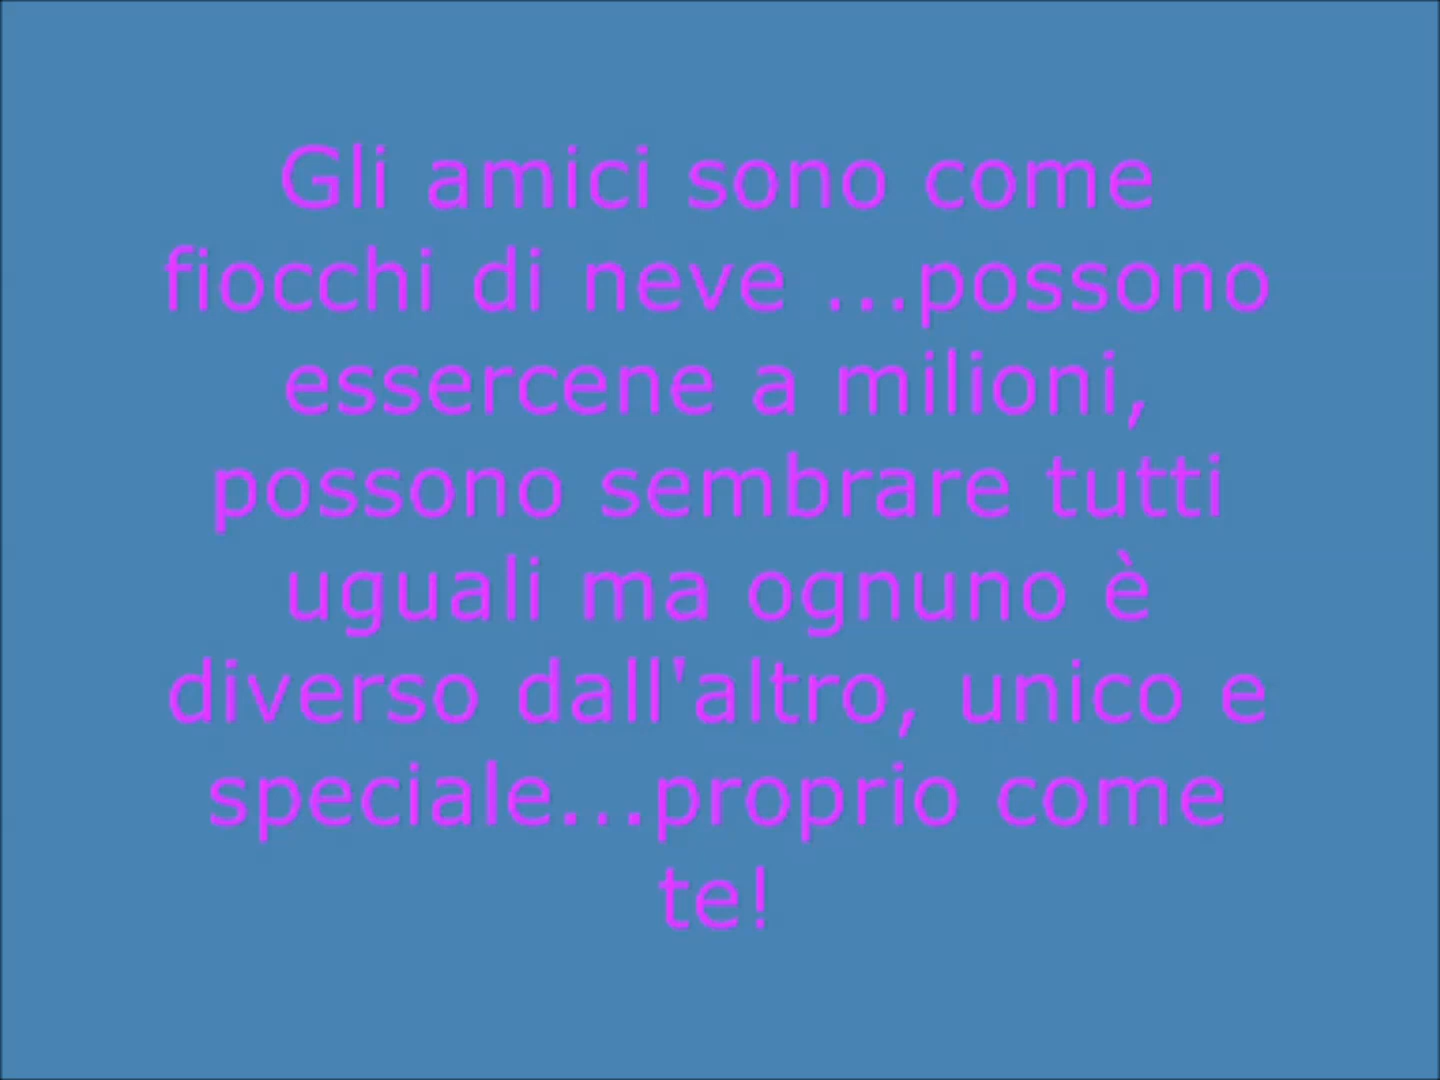 Gli amici sono come
fiocchi di neve ...possono
essercene a milioni,
possono sembrare tutti
uguali ma ognuno è
diverso dall'altro, unico e
speciale...proprio come
te!